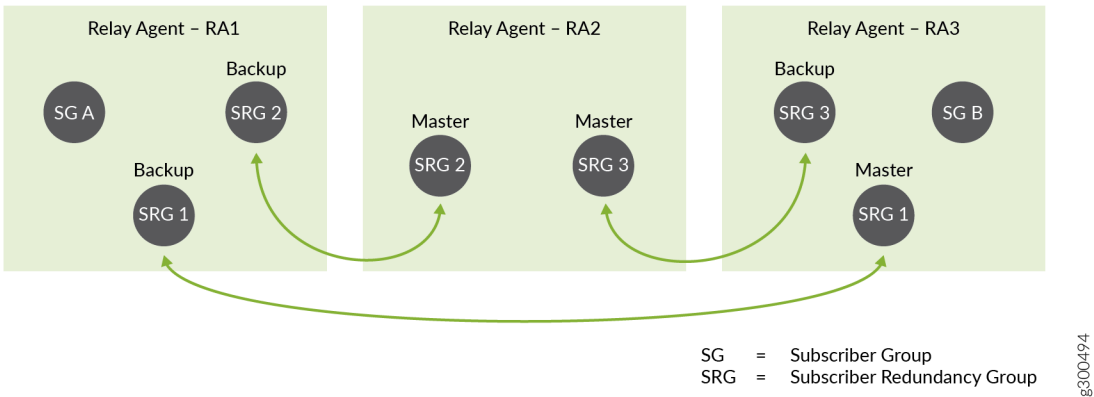 Relay Agent – RA1
Relay Agent – RA2
Relay Agent – RA3
Backup
SG A
SRG 2
Backup
SRG 1
Master
SRG 2
Master
SRG 3
Backup
SRG 3
SG B
Master
SRG 1
SG = Subscriber Group
SRG = Subscriber Redundancy Group
g300494